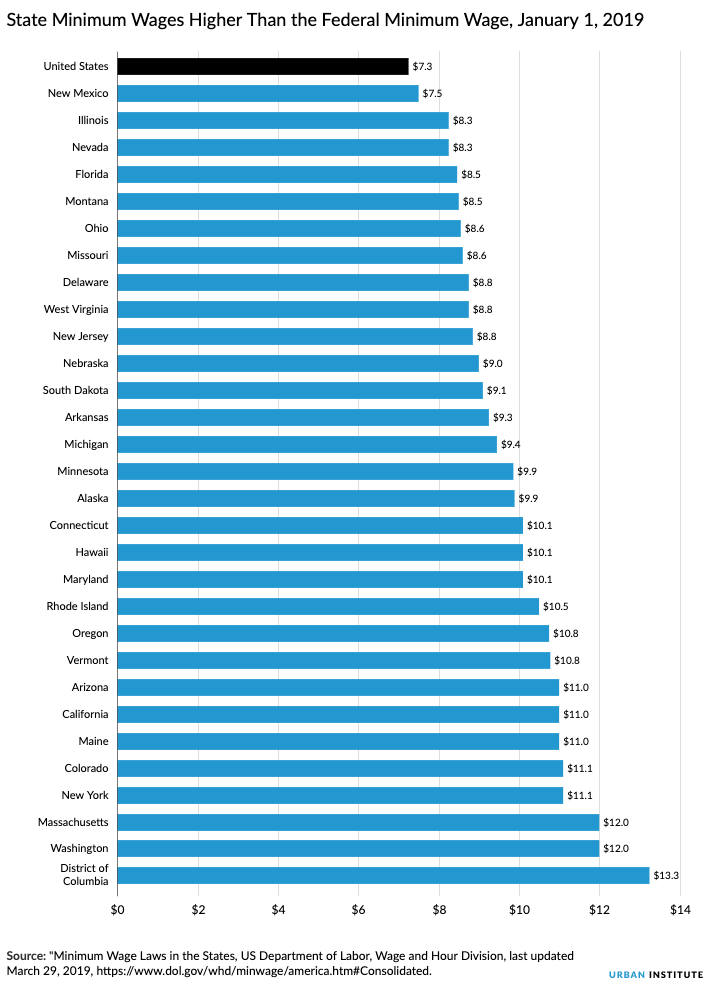 State Minimum Wages Higher Than the Federal Minimum Wage, January 1, 2019
United States $7.3
New Mexico $7.5
Illinois $8.3
Nevada $8.3
Florida $8.5
Montana $8.5
Ohio $8.6
Missouri $8.6
Delaware $8.8
West Virginia $8.8
New Jersey $8.8
Nebraska $9.0
South Dakota $9.1
Arkansas $9.3
Michigan $9.4
Minnesota $9.9
Alaska $9.9
Connecticut $10.1
Hawaii $10.1
Maryland $10.1
Rhode Island $10.5
Oregon $10.8
Vermont $10.8
Arizona $11.0
California $11.0
Maine $11.0
Colorado $11.1
New York $11.1
Massachusetts $12.0
Washington $12.0
District of
Columbia $13.3
$0 $2 $4 $6 $8 $10 $12 $14
Source: "Minimum Wage Laws in the States, US Department of Labor, Wage and Hour Division, last updated
March 29, 2019, https://www.dol.gov/whd/minwage/america.htm#Consolidated.
URBAN INSTITUTE